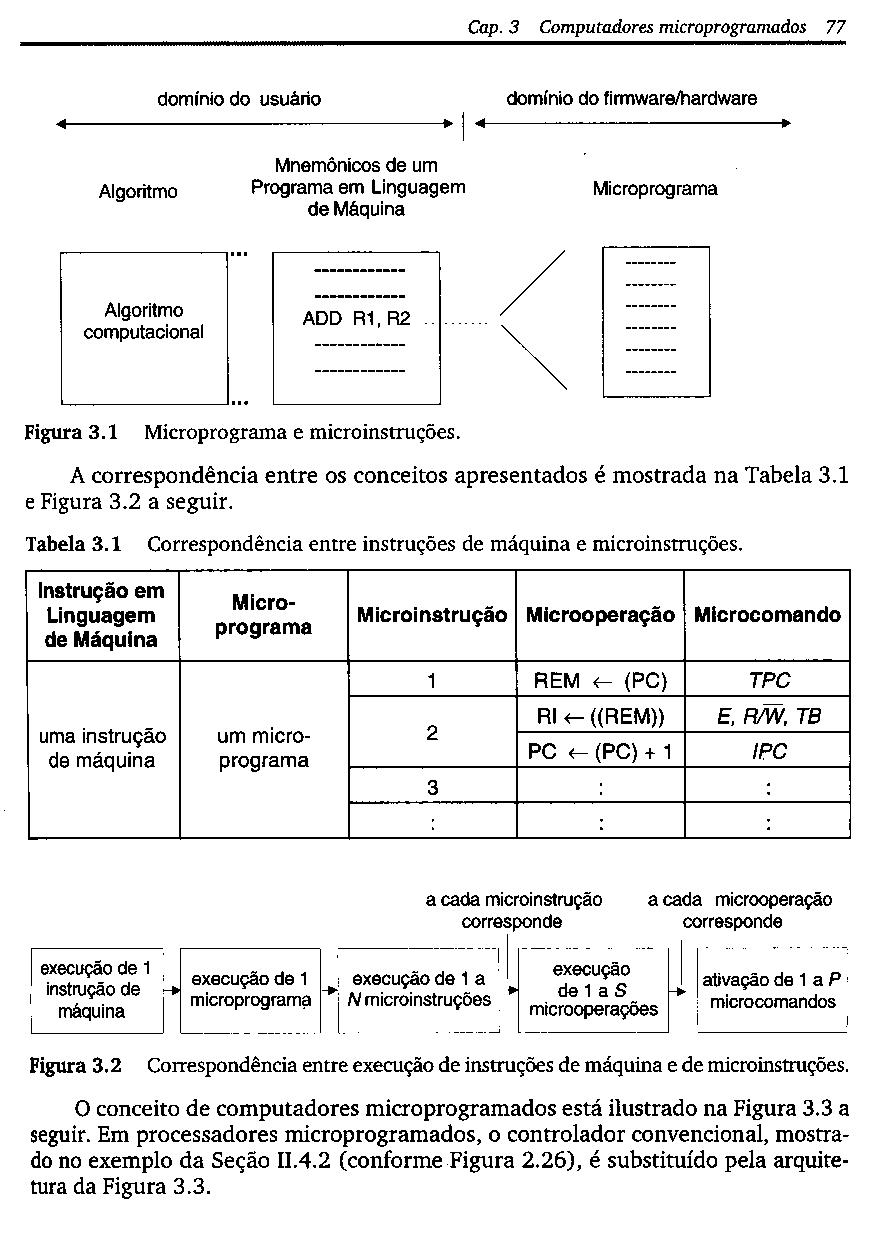 Cap. 3 Computadores microprogramados 77
domínio do usuário
domínio do firmware/hardware
Algoritmo
Mnemônicos de um
Programa em Linguagem
de Máquina
Microprograma
Algoritmo
computacional
ADD R1, R2
Figura 3.1 Microprograma e microinstruções.
A correspondência entre os conceitos apresentados é mostrada na Tabela 3.1
e Figura 3.2 a seguir.
Tabela 3.1 Correspondência entre instruções de máquina e microinstruções.
Instrução em
Linguagem
de Máquina
Micro-
programa
Microinstrução
Microoperação
Microcomando
uma instrução
de máquina
um micro-
programa
1
REM ← (PC)
TPC
2
RI ← ((REM))
E, R/W̅, TB
PC ← (PC) + 1
IPC
3
:
:
:
:
:
a cada microinstrução
corresponde
a cada microoperação
corresponde
execução de 1
instrução de
máquina
execução de 1
microprograma
execução de 1 a
N microinstruções
execução
de 1 a S
microoperações
ativação de 1 a P
microcomandos
Figura 3.2 Correspondência entre execução de instruções de máquina e de microinstruções.
O conceito de computadores microprogramados está ilustrado na Figura 3.3 a
seguir. Em processadores microprogramados, o controlador convencional, mostra-
do no exemplo da Seção II.4.2 (conforme Figura 2.26), é substituído pela arquite-
tura da Figura 3.3.